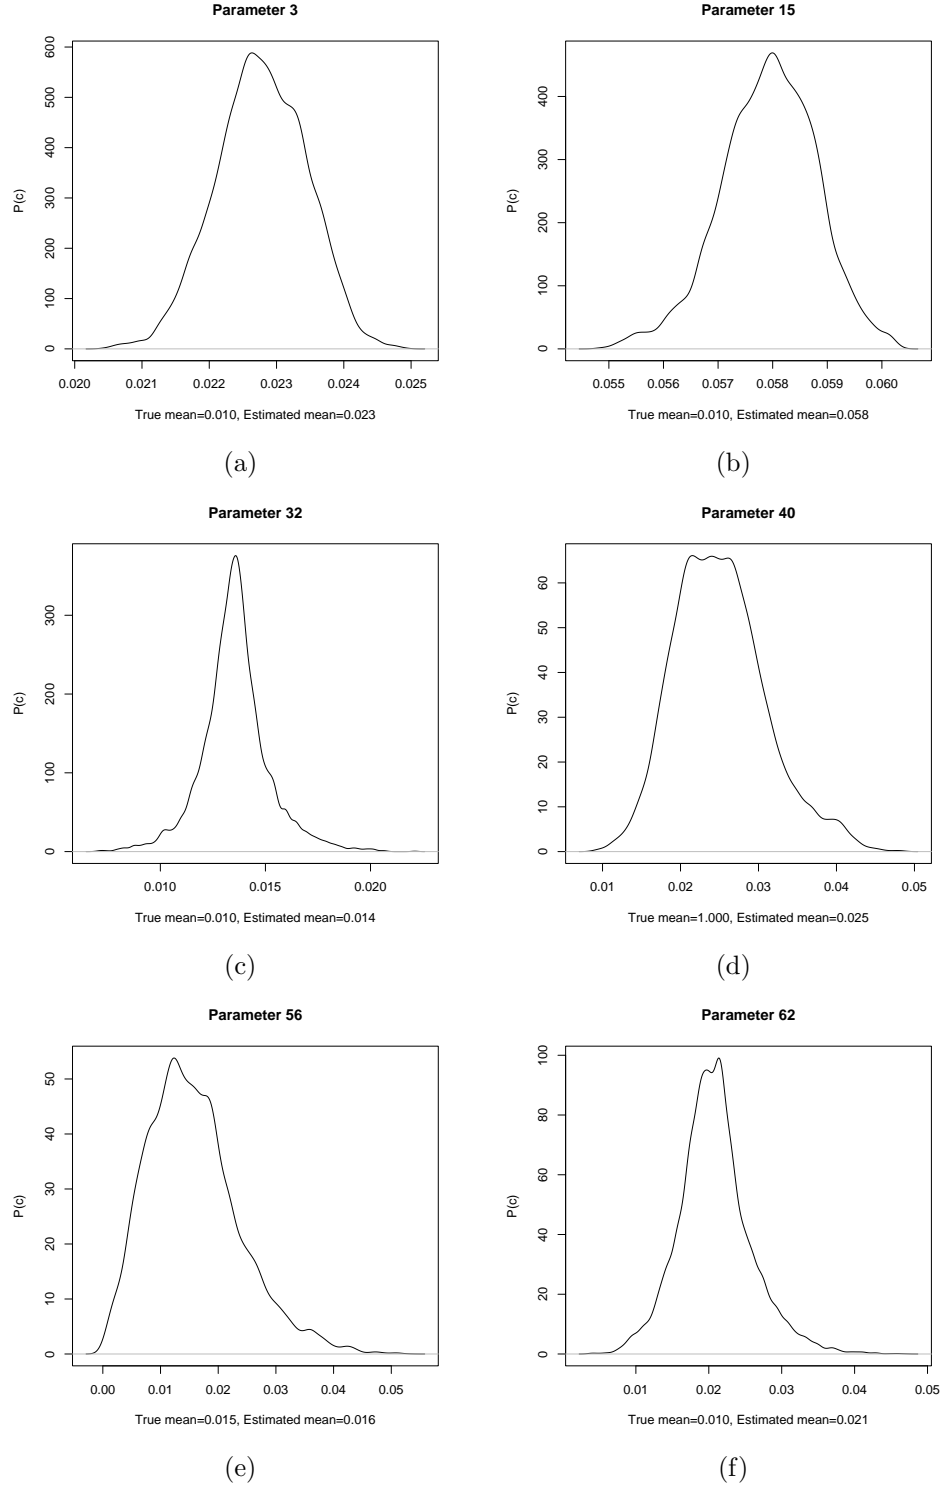 Parameter 3
P(c)
0 100 200 300 400 500 600
0.020 0.021 0.022 0.023 0.024 0.025
True mean=0.010, Estimated mean=0.023
(a)
Parameter 15
P(c)
0 100 200 300 400
0.055 0.056 0.057 0.058 0.059 0.060
True mean=0.010, Estimated mean=0.058
(b)
Parameter 32
P(c)
0 100 200 300
0.010 0.015 0.020
True mean=0.010, Estimated mean=0.014
(c)
Parameter 40
P(c)
0 10 20 30 40 50 60
0.01 0.02 0.03 0.04 0.05
True mean=1.000, Estimated mean=0.025
(d)
Parameter 56
P(c)
0 10 20 30 40 50
0.00 0.01 0.02 0.03 0.04 0.05
True mean=0.015, Estimated mean=0.016
(e)
Parameter 62
P(c)
0 20 40 60 80 100
0.01 0.02 0.03 0.04 0.05
True mean=0.010, Estimated mean=0.021
(f)